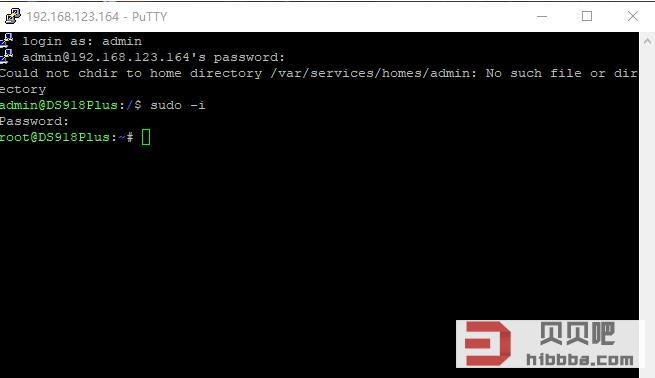 192.168.123.164 - PuTTY
login as: admin
admin@192.168.123.164's password:
Could not chdir to home directory /var/services/homes/admin: No such file or dir
ectory
admin@DS918Plus:/$ sudo -i
Password:
root@DS918Plus:~#
贝贝吧
hibbba.com